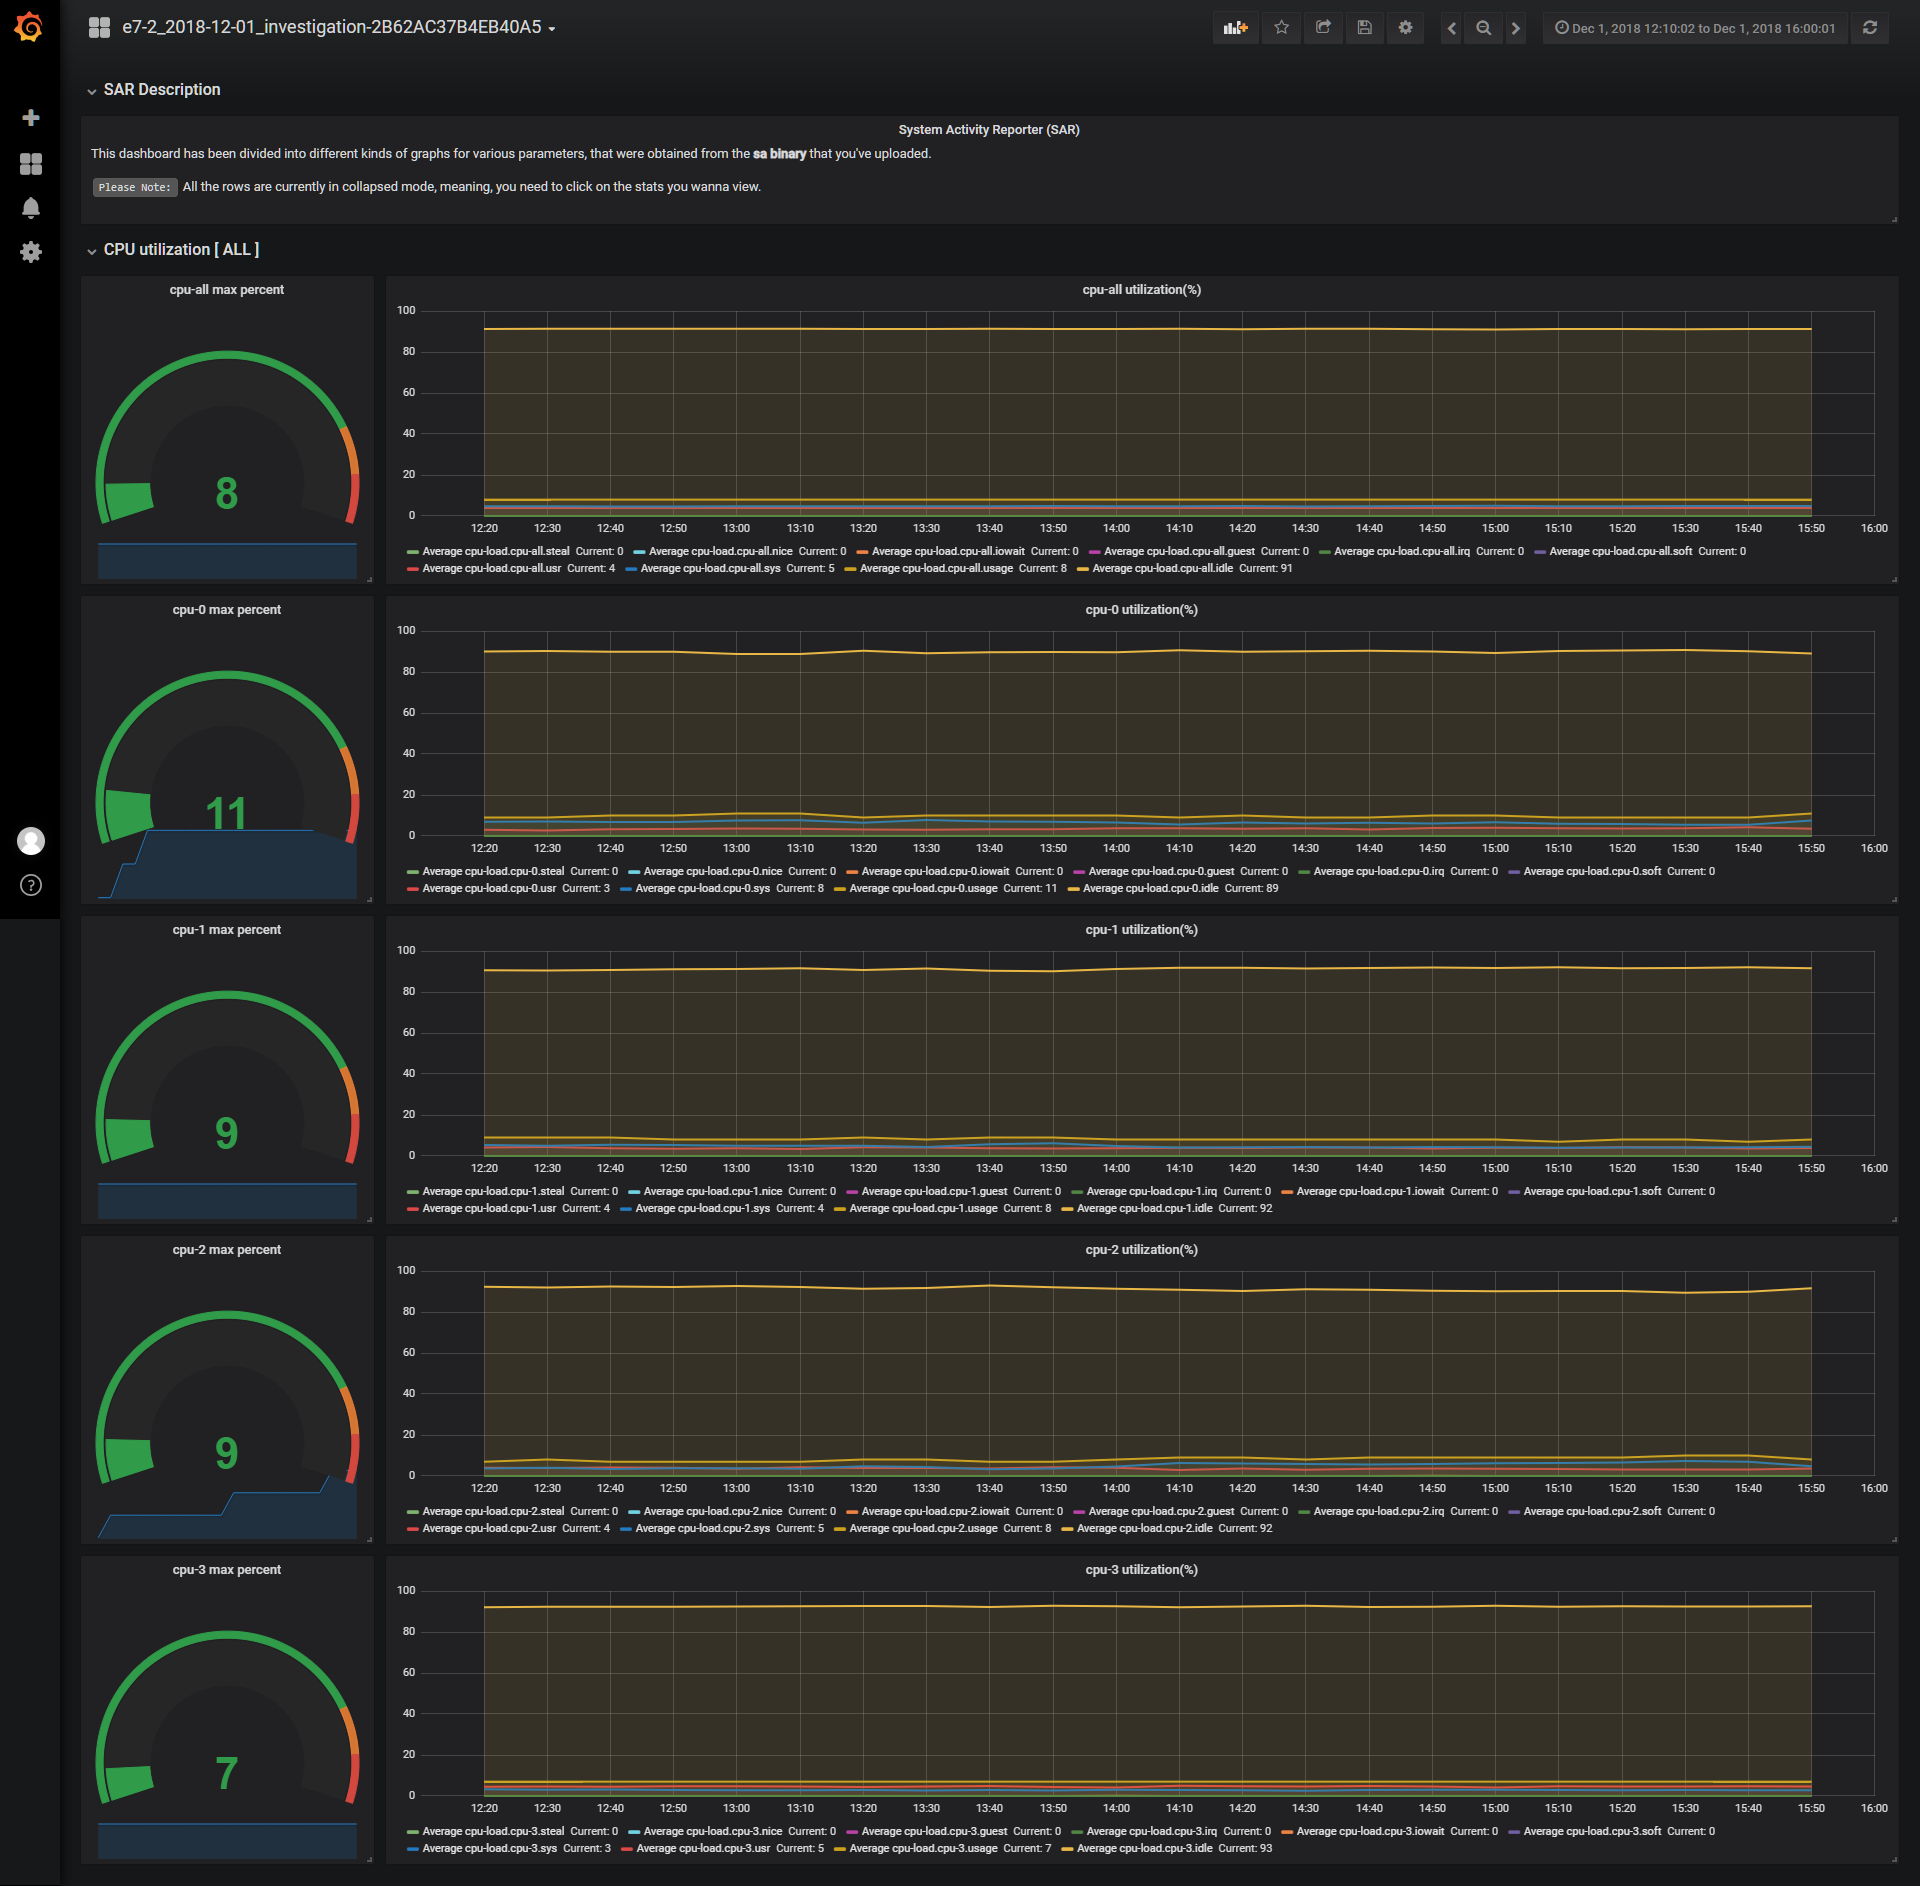 e7-2_2018-12-01_investigation-2B62AC37B4EB40A5
Dec 1, 2018 12:10:02 to Dec 1, 2018 16:00:01
SAR Description
System Activity Reporter (SAR)
This dashboard has been divided into different kinds of graphs for various parameters, that were obtained from the sa binary that you've uploaded.
Please Note: All the rows are currently in collapsed mode, meaning, you need to click on the stats you wanna view.
CPU utilization [ ALL ]
cpu-all max percent
8
cpu-all utilization(%)
100
80
60
40
20
0
12:20 12:30 12:40 12:50 13:00 13:10 13:20 13:30 13:40 13:50 14:00 14:10 14:20 14:30 14:40 14:50 15:00 15:10 15:20 15:30 15:40 15:50 16:00
Average cpu-load.cpu-all.steal Current: 0 Average cpu-load.cpu-all.nice Current: 0 Average cpu-load.cpu-all.iowait Current: 0 Average cpu-load.cpu-all.guest Current: 0 Average cpu-load.cpu-all.irq Current: 0 Average cpu-load.cpu-all.soft Current: 0
Average cpu-load.cpu-all.usr Current: 4 Average cpu-load.cpu-all.sys Current: 5 Average cpu-load.cpu-all.usage Current: 8 Average cpu-load.cpu-all.idle Current: 91
cpu-0 max percent
11
cpu-0 utilization(%)
100
80
60
40
20
0
12:20 12:30 12:40 12:50 13:00 13:10 13:20 13:30 13:40 13:50 14:00 14:10 14:20 14:30 14:40 14:50 15:00 15:10 15:20 15:30 15:40 15:50 16:00
Average cpu-load.cpu-0.steal Current: 0 Average cpu-load.cpu-0.nice Current: 0 Average cpu-load.cpu-0.iowait Current: 0 Average cpu-load.cpu-0.guest Current: 0 Average cpu-load.cpu-0.irq Current: 0 Average cpu-load.cpu-0.soft Current: 0
Average cpu-load.cpu-0.usr Current: 3 Average cpu-load.cpu-0.sys Current: 8 Average cpu-load.cpu-0.usage Current: 11 Average cpu-load.cpu-0.idle Current: 89
cpu-1 max percent
9
cpu-1 utilization(%)
100
80
60
40
20
0
12:20 12:30 12:40 12:50 13:00 13:10 13:20 13:30 13:40 13:50 14:00 14:10 14:20 14:30 14:40 14:50 15:00 15:10 15:20 15:30 15:40 15:50 16:00
Average cpu-load.cpu-1.steal Current: 0 Average cpu-load.cpu-1.nice Current: 0 Average cpu-load.cpu-1.guest Current: 0 Average cpu-load.cpu-1.irq Current: 0 Average cpu-load.cpu-1.iowait Current: 0 Average cpu-load.cpu-1.soft Current: 0
Average cpu-load.cpu-1.usr Current: 4 Average cpu-load.cpu-1.sys Current: 4 Average cpu-load.cpu-1.usage Current: 8 Average cpu-load.cpu-1.idle Current: 92
cpu-2 max percent
9
cpu-2 utilization(%)
100
80
60
40
20
0
12:20 12:30 12:40 12:50 13:00 13:10 13:20 13:30 13:40 13:50 14:00 14:10 14:20 14:30 14:40 14:50 15:00 15:10 15:20 15:30 15:40 15:50 16:00
Average cpu-load.cpu-2.steal Current: 0 Average cpu-load.cpu-2.nice Current: 0 Average cpu-load.cpu-2.iowait Current: 0 Average cpu-load.cpu-2.guest Current: 0 Average cpu-load.cpu-2.irq Current: 0 Average cpu-load.cpu-2.soft Current: 0
Average cpu-load.cpu-2.usr Current: 4 Average cpu-load.cpu-2.sys Current: 5 Average cpu-load.cpu-2.usage Current: 8 Average cpu-load.cpu-2.idle Current: 92
cpu-3 max percent
7
cpu-3 utilization(%)
100
80
60
40
20
0
12:20 12:30 12:40 12:50 13:00 13:10 13:20 13:30 13:40 13:50 14:00 14:10 14:20 14:30 14:40 14:50 15:00 15:10 15:20 15:30 15:40 15:50 16:00
Average cpu-load.cpu-3.steal Current: 0 Average cpu-load.cpu-3.nice Current: 0 Average cpu-load.cpu-3.guest Current: 0 Average cpu-load.cpu-3.irq Current: 0 Average cpu-load.cpu-3.iowait Current: 0 Average cpu-load.cpu-3.soft Current: 0
Average cpu-load.cpu-3.sys Current: 3 Average cpu-load.cpu-3.usr Current: 5 Average cpu-load.cpu-3.usage Current: 7 Average cpu-load.cpu-3.idle Current: 93